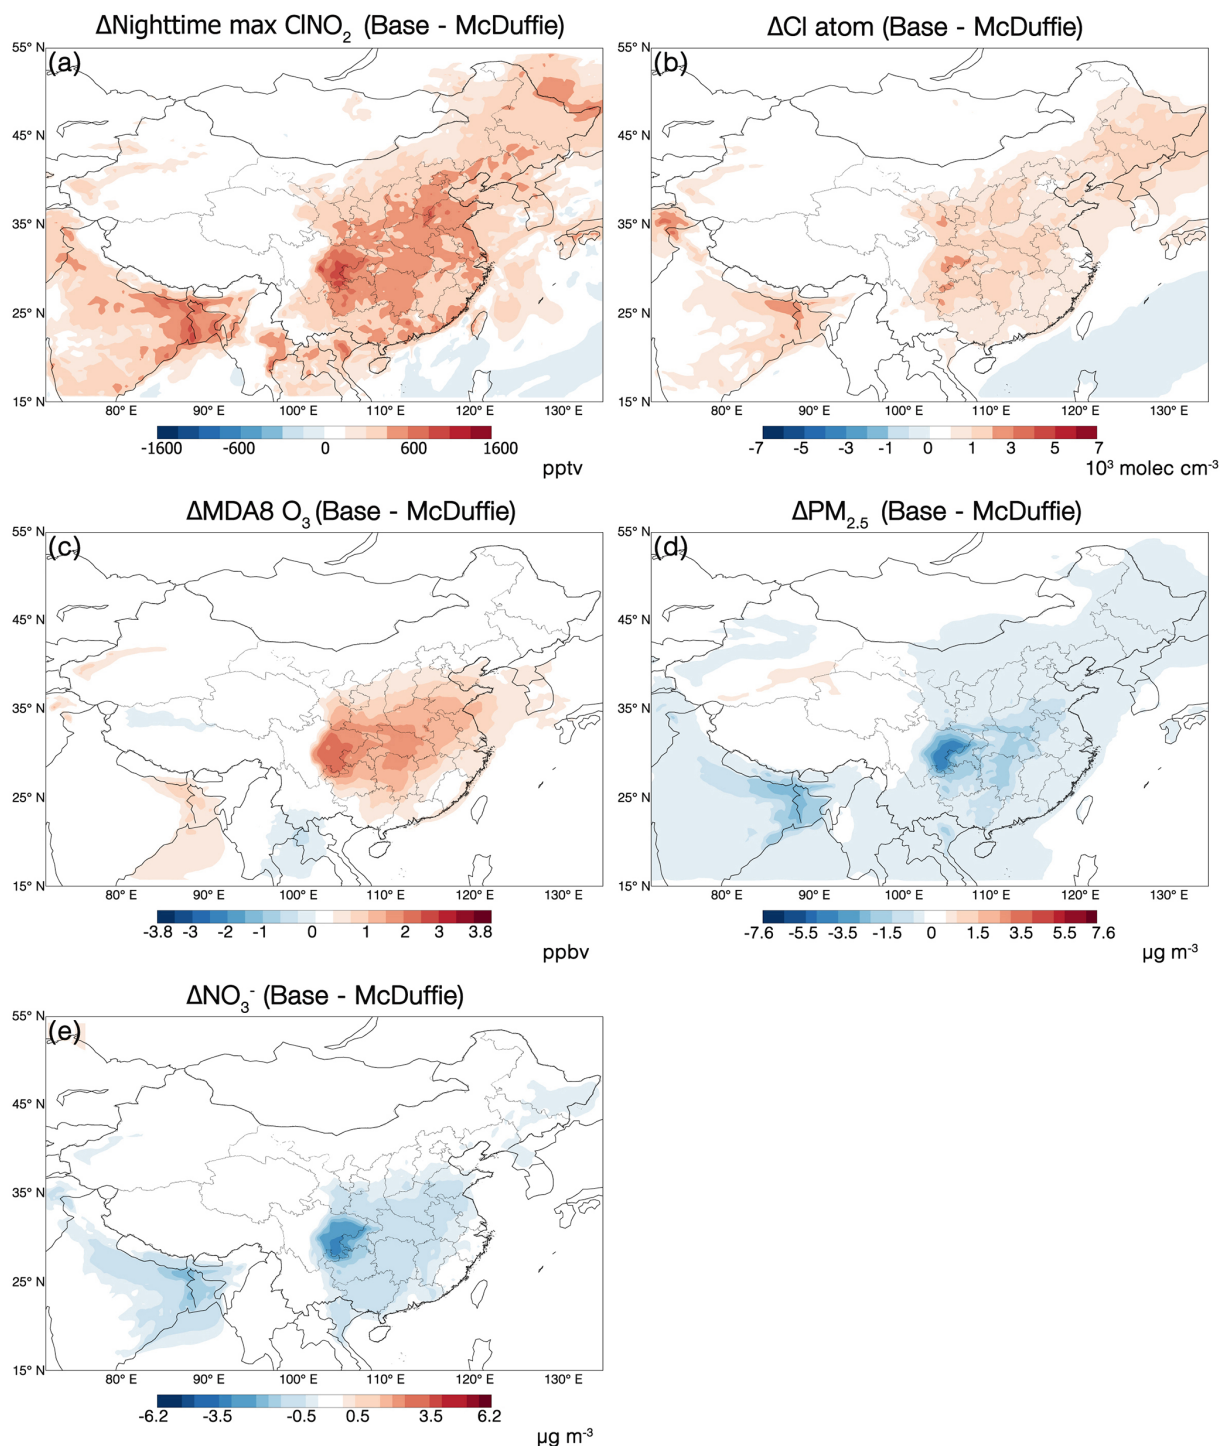 ΔNighttime max ClNO₂ (Base - McDuffie)
(a)
55° N
45° N
35° N
25° N
15° N
80° E 90° E 100° E 110° E 120° E 130° E
-1600 -600 0 600 1600
pptv
ΔCl atom (Base - McDuffie)
(b)
55° N
45° N
35° N
25° N
15° N
80° E 90° E 100° E 110° E 120° E 130° E
-7 -5 -3 -1 0 1 3 5 7
10³ molec cm⁻³
ΔMDA8 O₃ (Base - McDuffie)
(c)
55° N
45° N
35° N
25° N
15° N
80° E 90° E 100° E 110° E 120° E 130° E
-3.8 -3 -2 -1 0 1 2 3 3.8
ppbv
ΔPM₂.₅ (Base - McDuffie)
(d)
55° N
45° N
35° N
25° N
15° N
80° E 90° E 100° E 110° E 120° E 130° E
-7.6 -5.5 -3.5 -1.5 0 1.5 3.5 5.5 7.6
µg m⁻³
ΔNO₃⁻ (Base - McDuffie)
(e)
55° N
45° N
35° N
25° N
15° N
80° E 90° E 100° E 110° E 120° E 130° E
-6.2 -3.5 -0.5 0.5 3.5 6.2
µg m⁻³